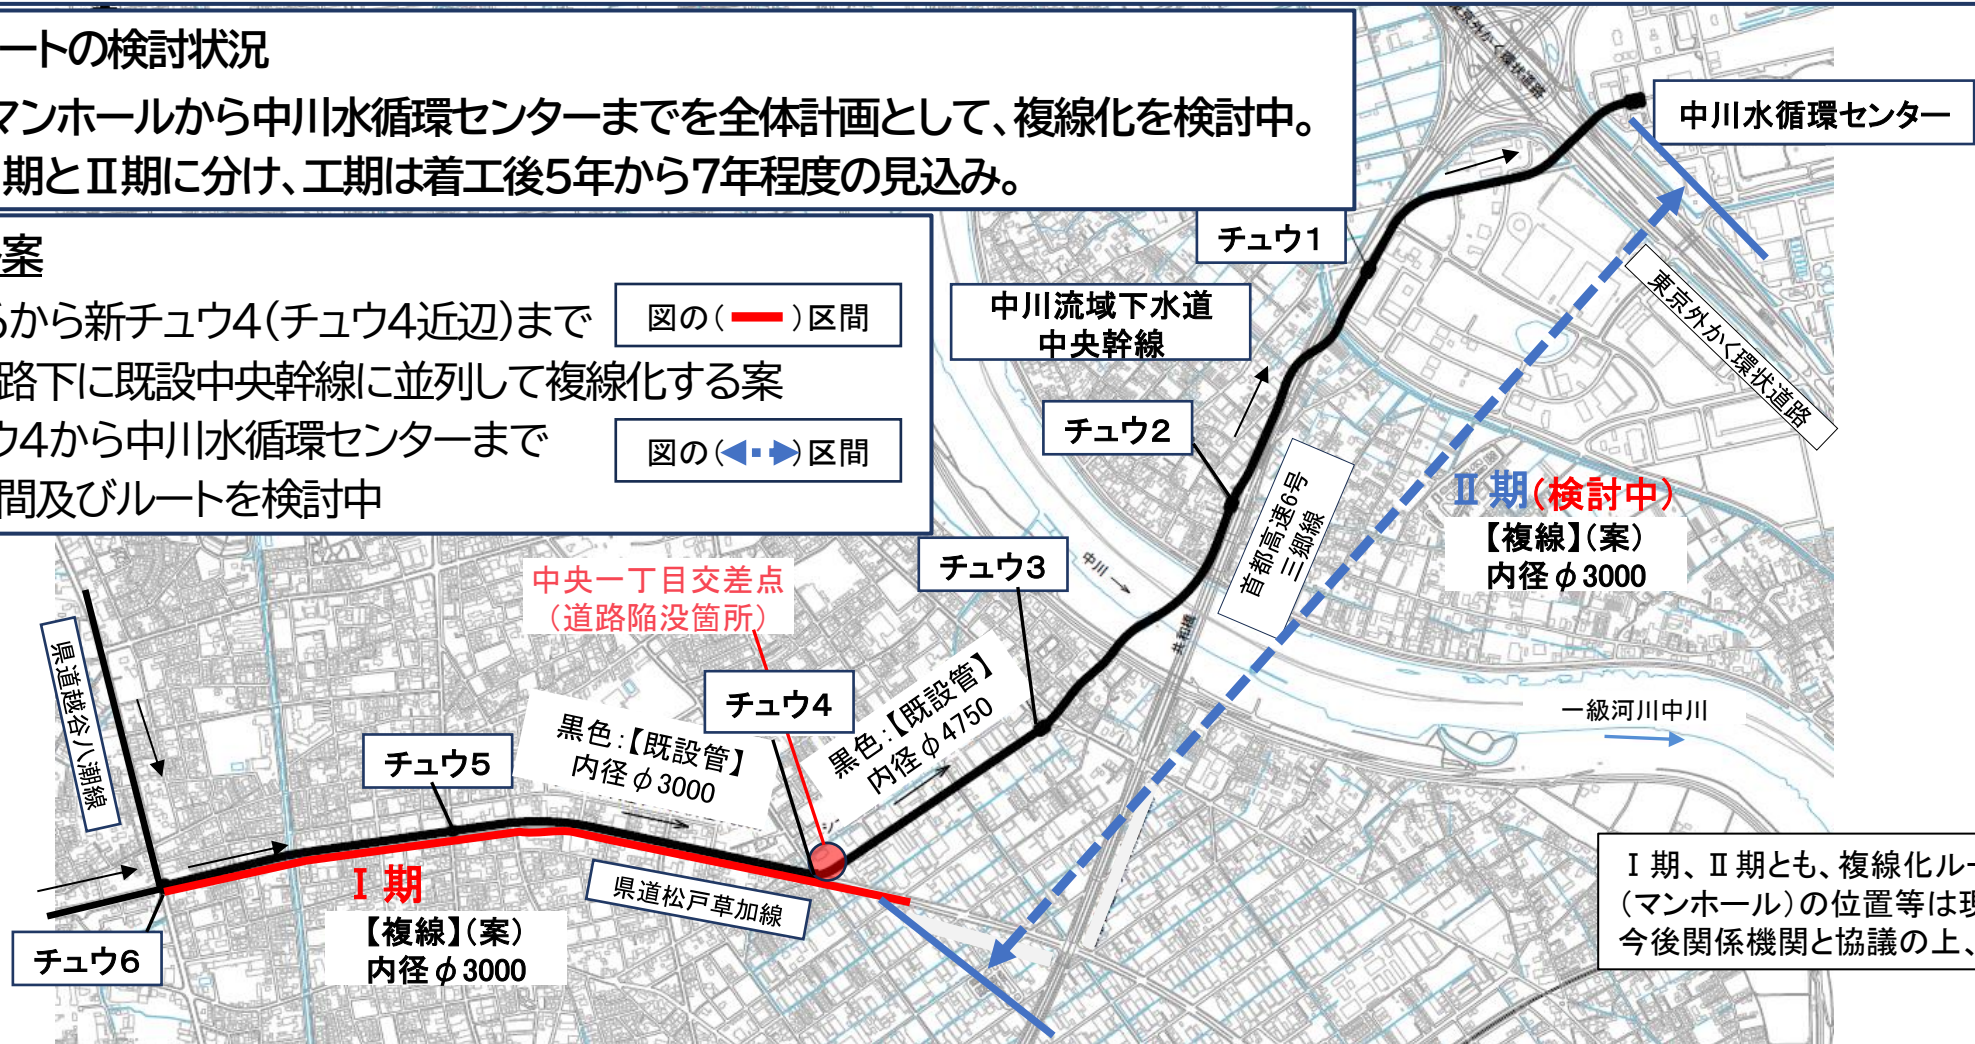 ートの検討状況
マンホールから中川水循環センターまでを全体計画として、複線化を検討中。
期とⅡ期に分け、工期は着工後5年から7年程度の見込み。
案
から新チュウ4(チュウ4近辺)まで
図の( )区間
路下に既設中央幹線に並列して複線化する案
ウ4から中川水循環センターまで
図の( )区間
間及びルートを検討中
東京外かく環状道路
中川水循環センター
チュウ1
中川流域下水道
中央幹線
東京外かく環状道路
チュウ2
首都高速6号
三郷線
Ⅱ期(検討中)
【複線】(案)
内径φ3000
チュウ3
中川
共和橋
中央一丁目交差点
(道路陥没箇所)
県道越谷八潮線
チュウ4
黒色:【既設管】
内径φ4750
黒色:【既設管】
内径φ3000
チュウ5
一級河川中川
Ⅰ期
【複線】(案)
内径φ3000
県道松戸草加線
チュウ6
Ⅰ期、Ⅱ期とも、複線化ルー
(マンホール)の位置等は現
今後関係機関と協議の上、